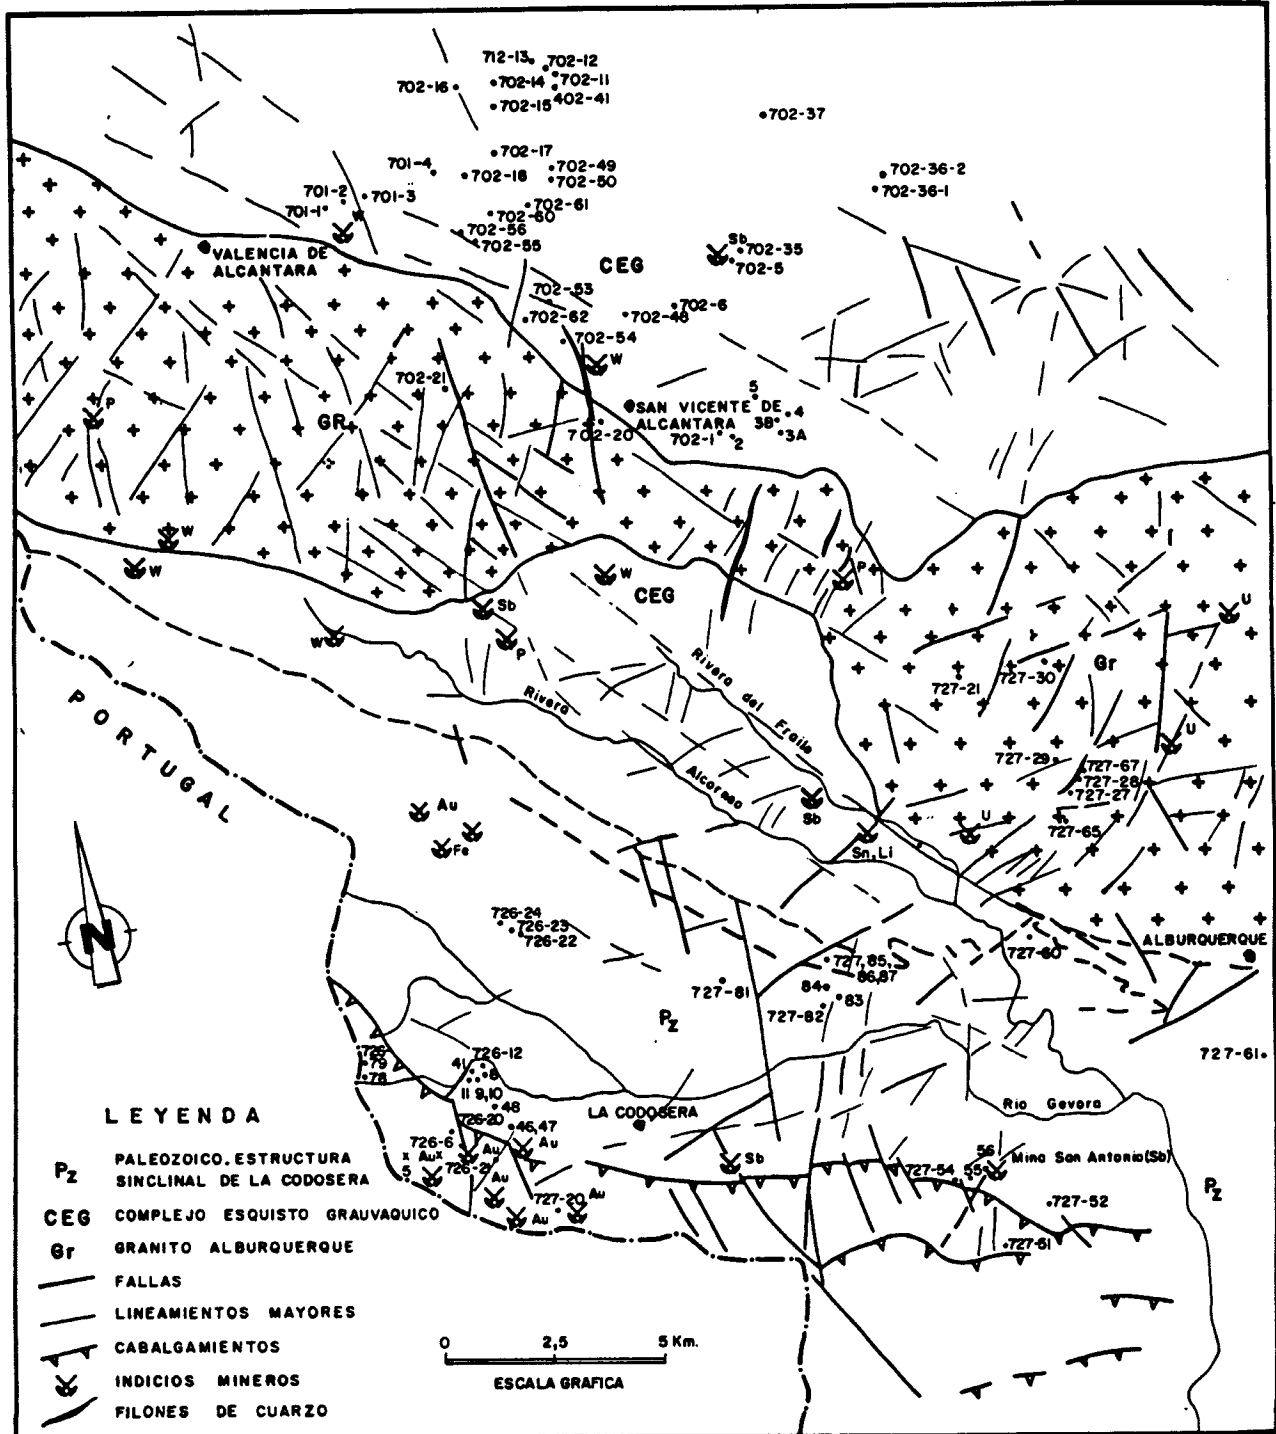 712-13
702-12
702-14
702-11
702-16
402-41
702-15
702-37
702-17
701-4
702-49
702-18
702-50
702-36-2
702-36-1
701-2
701-3
701-1
W
702-61
702-60
702-56
702-55
VALENCIA DE
ALCANTARA
CEG
Sb
702-35
702-5
702-53
702-62
702-48
702-6
702-54
W
702-21
P
GR
SAN VICENTE DE
ALCANTARA
702-20
5
4
3B
3A
702-1
2
W
W
W
CEG
P
Sb
W
P
U
Rivera del Fraile
Rivera
Alcorneo
727-21
727-30
Gr
U
PORTUGAL
727-29
727-67
727-28
727-27
727-65
Au
Fe
Sb
Sn,Li
U
N
726-24
726-23
726-22
727-60
ALBURQUERQUE
727,85,
86,87
84
83
727-82
727-81
Pz
727-61
726-
79
78
726-12
41
8
11 9,10
48
726-20
46,47
LA CODOSERA
Rio Gevora
726-6
x Aux
5
Au
726-21
Au
Au
Au
727-20
Au
Sb
56
Mina San Antonio(Sb)
727-54
55
727-52
727-51
Pz
LEYENDA
Pz PALEOZOICO. ESTRUCTURA
SINCLINAL DE LA CODOSERA
CEG COMPLEJO ESQUISTO GRAUVAQUICO
Gr GRANITO ALBURQUERQUE
FALLAS
LINEAMIENTOS MAYORES
CABALGAMIENTOS
INDICIOS MINEROS
FILONES DE CUARZO
0 2,5 5 Km.
ESCALA GRAFICA